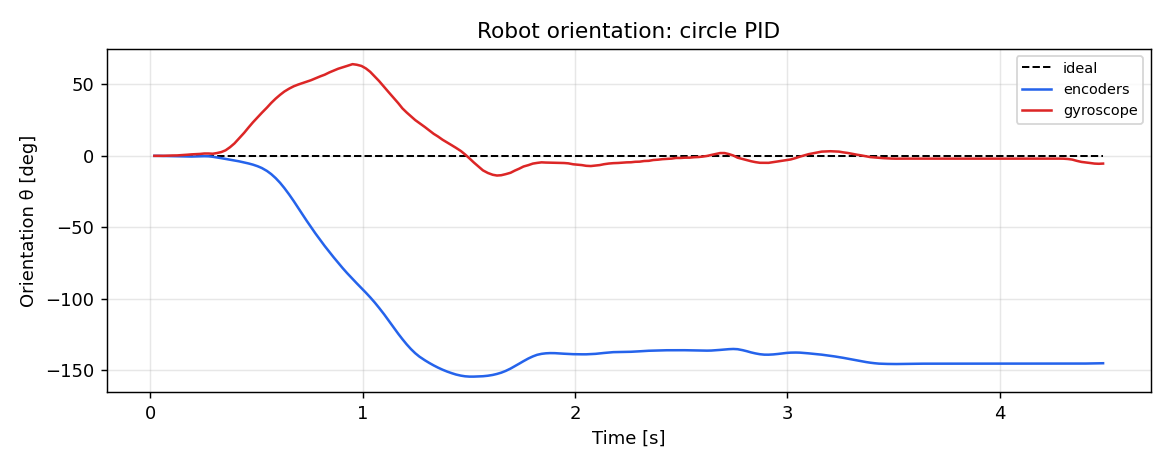 Robot orientation: circle PID
Orientation θ [deg]
50
0
−50
−100
−150
ideal
encoders
gyroscope
0 1 2 3 4
Time [s]